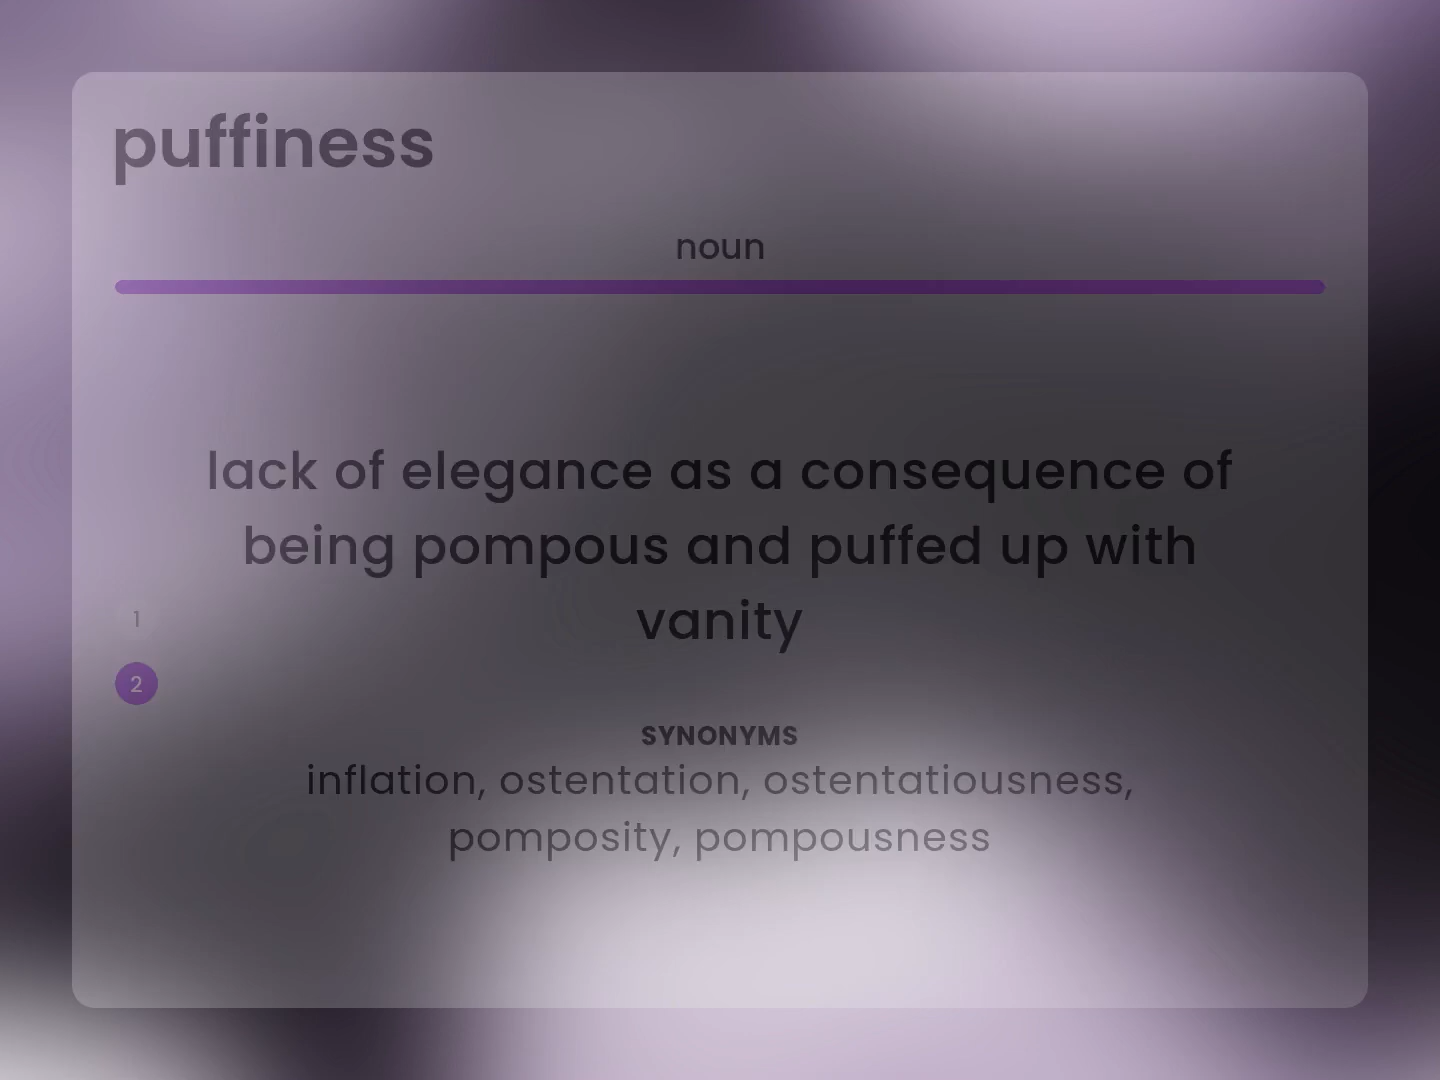 puffiness
noun
lack of elegance as a consequence of
being pompous and puffed up with
vanity
1
2
SYNONYMS
inflation, ostentation, ostentatiousness,
pomposity, pompousness